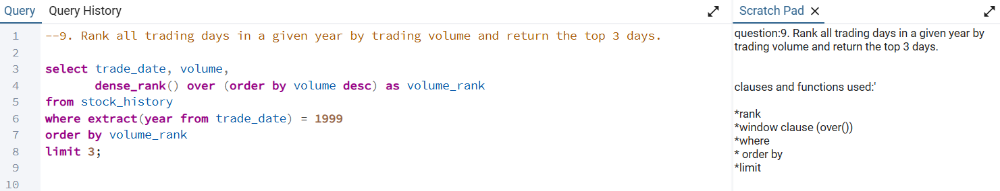 Query Query History
1 --9. Rank all trading days in a given year by trading volume and return the top 3 days.
2
3 select trade_date, volume,
4 dense_rank() over (order by volume desc) as volume_rank
5 from stock_history
6 where extract(year from trade_date) = 1999
7 order by volume_rank
8 limit 3;
9
10
Scratch Pad ×
question:9. Rank all trading days in a given year by
trading volume and return the top 3 days.
clauses and functions used:'
*rank
*window clause (over())
*where
* order by
*limit